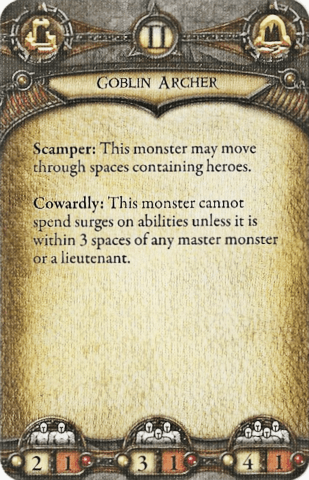 II
Goblin Archer
Scamper: This monster may move
through spaces containing heroes.
Cowardly: This monster cannot
spend surges on abilities unless it is
within 3 spaces of any master monster
or a lieutenant.
2 1 3 1 4 1